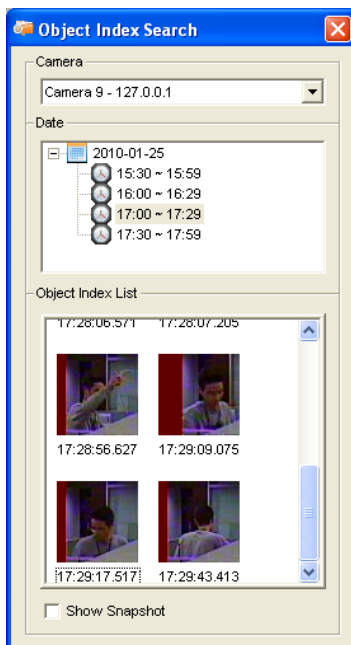 Object Index Search
Camera
Camera 9 - 127.0.0.1
Date
2010-01-25
15:30 ~ 15:59
16:00 ~ 16:29
17:00 ~ 17:29
17:30 ~ 17:59
Object Index List
17:28:06.571 17:28:07.205
17:28:56.627 17:29:09.075
17:29:17.517 17:29:43.413
Show Snapshot